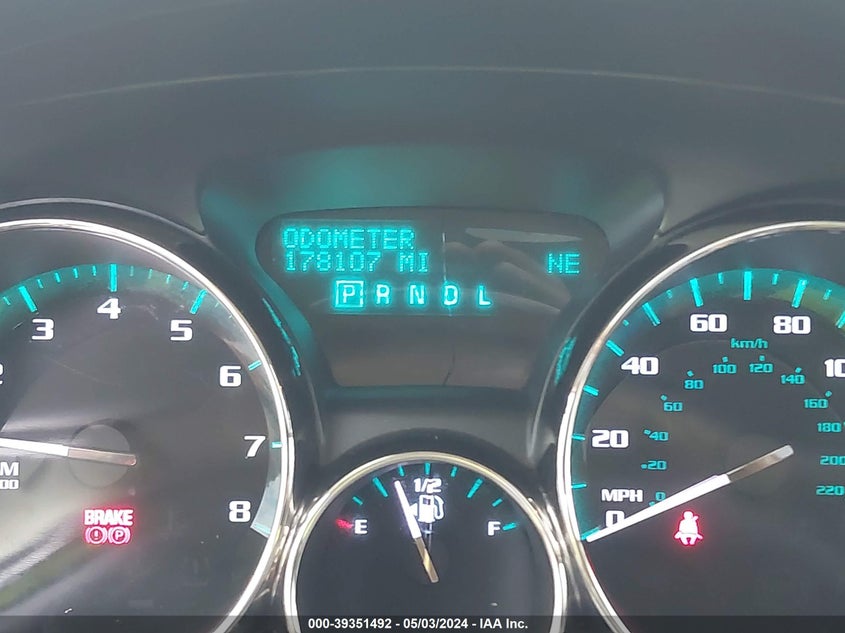 ODOMETER
178107 MI NE
P R N D L
3 4 5 6 7 8
BRAKE
P
E 1/2 F
0 20 40 60 80
MPH
km/h
0 20 40 60 80 100 120 140 160 180 200 220
000-39351492 - 05/03/2024 - IAA Inc.